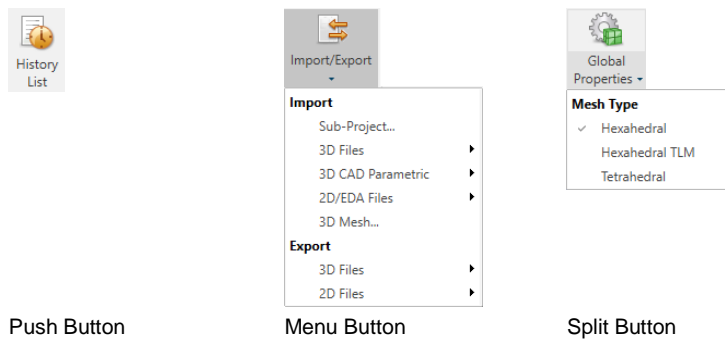 History
List
Import/Export
Import
Sub-Project...
3D Files
3D CAD Parametric
2D/EDA Files
3D Mesh...
Export
3D Files
2D Files
Global
Properties
Mesh Type
Hexahedral
Hexahedral TLM
Tetrahedral
Push Button
Menu Button
Split Button